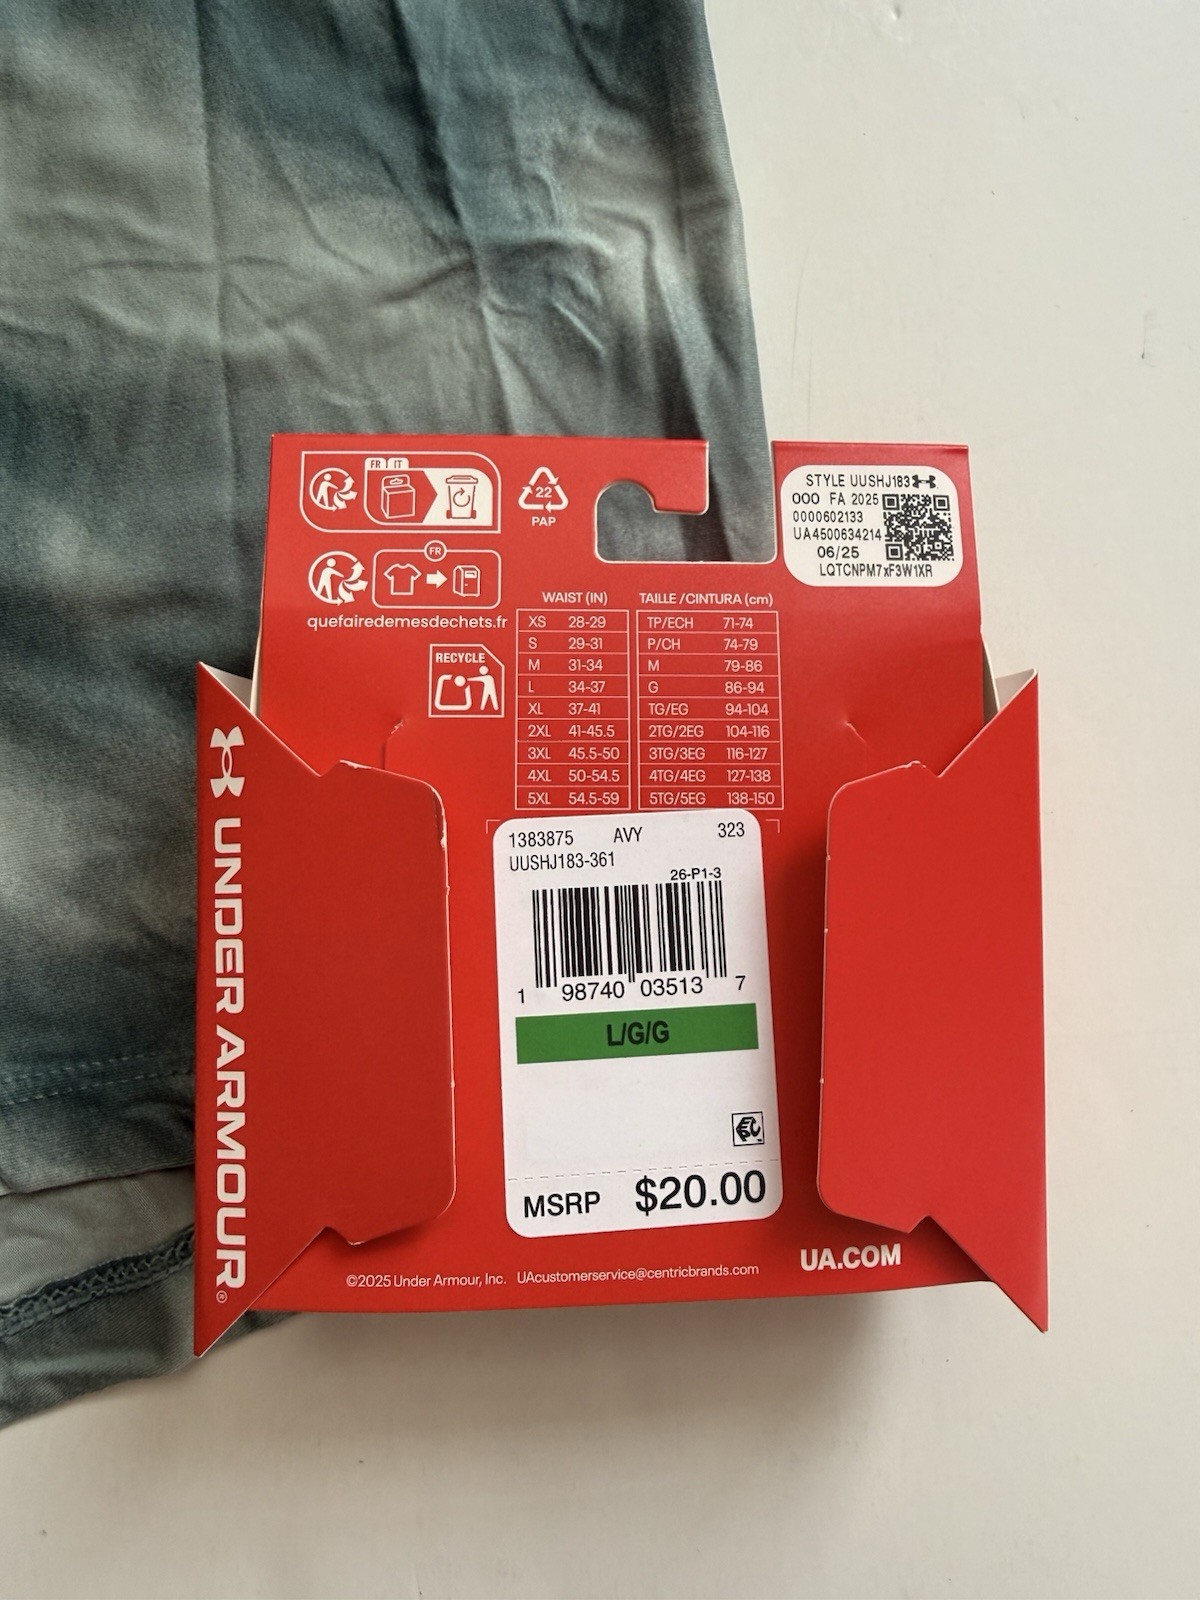 FR IT
22
PAP
FR
quefairedemesdechets.fr
RECYCLE
STYLE UUSHJ183
000 FA 2025
0000602133
UA4500634214
06/25
LQTCNPM7xF3W1XR
WAIST (IN)
XS 28-29
S 29-31
M 31-34
L 34-37
XL 37-41
2XL 41-45.5
3XL 45.5-50
4XL 50-54.5
5XL 54.5-59
TAILLE /CINTURA (cm)
TP/ECH 71-74
P/CH 74-79
M 79-86
G 86-94
TG/EG 94-104
2TG/2EG 104-116
3TG/3EG 116-127
4TG/4EG 127-138
5TG/5EG 138-150
UNDER ARMOUR®
1383875 AVY 323
UUSHJ183-361
26-P1-3
1 98740 03513 7
L/G/G
EPC
MSRP $20.00
UA.COM
©2025 Under Armour, Inc. UAcustomerservice@centricbrands.com